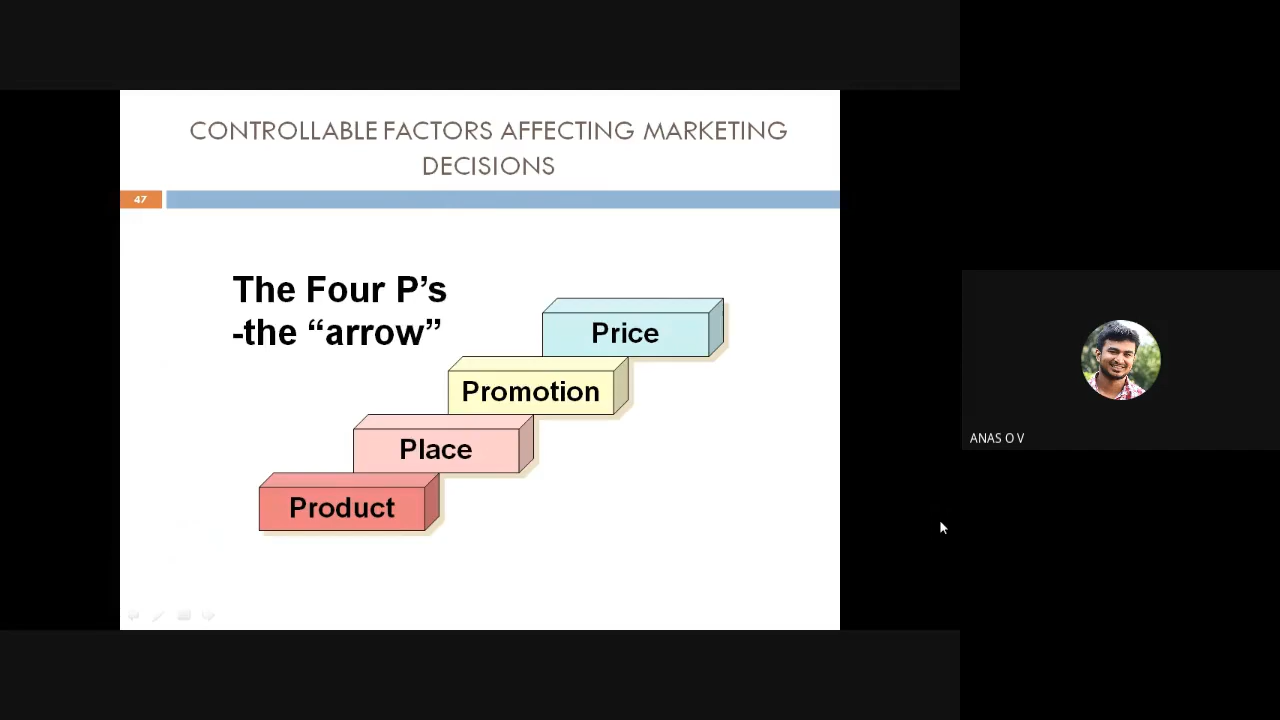 CONTROLLABLE FACTORS AFFECTING MARKETING
DECISIONS
47
The Four P’s
-the “arrow”
Price
Promotion
Place
Product
ANAS O V